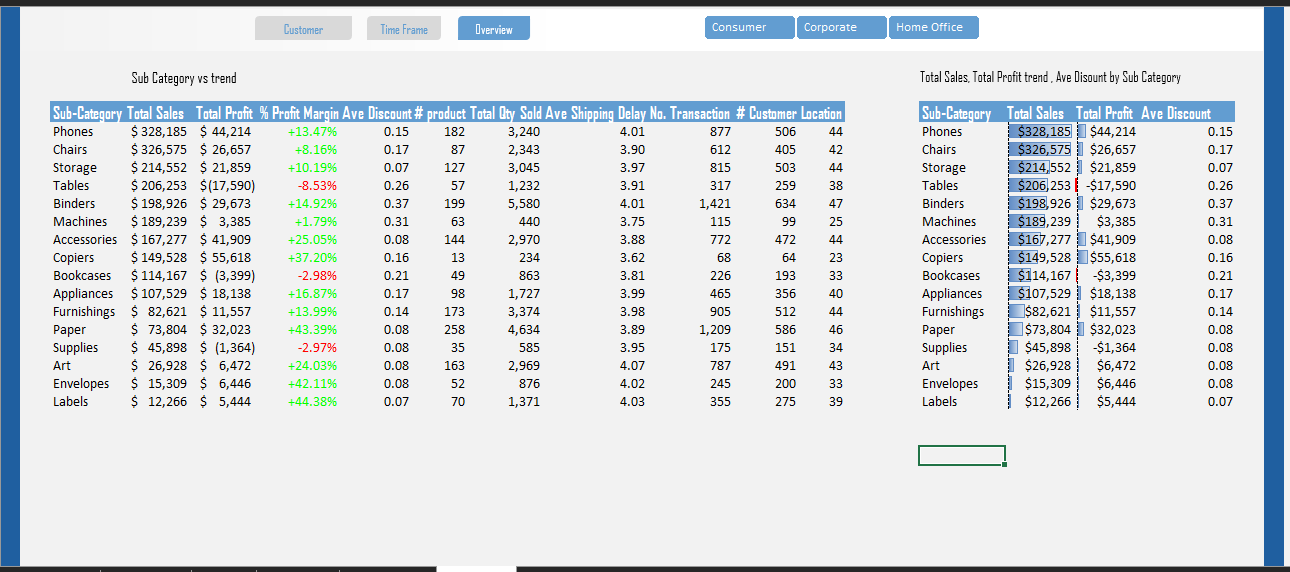 Customer Time Frame Overview Consumer Corporate Home Office
Sub Category vs trend
Sub-Category Total Sales Total Profit % Profit Margin Ave Discount # product Total Qty Sold Ave Shipping Delay No. Transaction # Customer Location
Phones $ 328,185 $ 44,214 +13.47% 0.15 182 3,240 4.01 877 506 44
Chairs $ 326,575 $ 26,657 +8.16% 0.17 87 2,343 3.90 612 405 42
Storage $ 214,552 $ 21,859 +10.19% 0.07 127 3,045 3.97 815 503 44
Tables $ 206,253 $(17,590) -8.53% 0.26 57 1,232 3.91 317 259 38
Binders $ 198,926 $ 29,673 +14.92% 0.37 199 5,580 4.01 1,421 634 47
Machines $ 189,239 $ 3,385 +1.79% 0.31 63 440 3.75 115 99 25
Accessories $ 167,277 $ 41,909 +25.05% 0.08 144 2,970 3.88 772 472 44
Copiers $ 149,528 $ 55,618 +37.20% 0.16 13 234 3.62 68 64 23
Bookcases $ 114,167 $ (3,399) -2.98% 0.21 49 863 3.81 226 193 33
Appliances $ 107,529 $ 18,138 +16.87% 0.17 98 1,727 3.99 465 356 40
Furnishings $ 82,621 $ 11,557 +13.99% 0.14 173 3,374 3.98 905 512 44
Paper $ 73,804 $ 32,023 +43.39% 0.08 258 4,634 3.89 1,209 586 46
Supplies $ 45,898 $ (1,364) -2.97% 0.08 35 585 3.95 175 151 34
Art $ 26,928 $ 6,472 +24.03% 0.08 163 2,969 4.07 787 491 43
Envelopes $ 15,309 $ 6,446 +42.11% 0.08 52 876 4.02 245 200 33
Labels $ 12,266 $ 5,444 +44.38% 0.07 70 1,371 4.03 355 275 39
Total Sales, Total Profit trend , Ave Disount by Sub Category
Sub-Category Total Sales Total Profit Ave Discount
Phones $328,185 $44,214 0.15
Chairs $326,575 $26,657 0.17
Storage $214,552 $21,859 0.07
Tables $206,253 -$17,590 0.26
Binders $198,926 $29,673 0.37
Machines $189,239 $3,385 0.31
Accessories $167,277 $41,909 0.08
Copiers $149,528 $55,618 0.16
Bookcases $114,167 -$3,399 0.21
Appliances $107,529 $18,138 0.17
Furnishings $82,621 $11,557 0.14
Paper $73,804 $32,023 0.08
Supplies $45,898 -$1,364 0.08
Art $26,928 $6,472 0.08
Envelopes $15,309 $6,446 0.08
Labels $12,266 $5,444 0.07